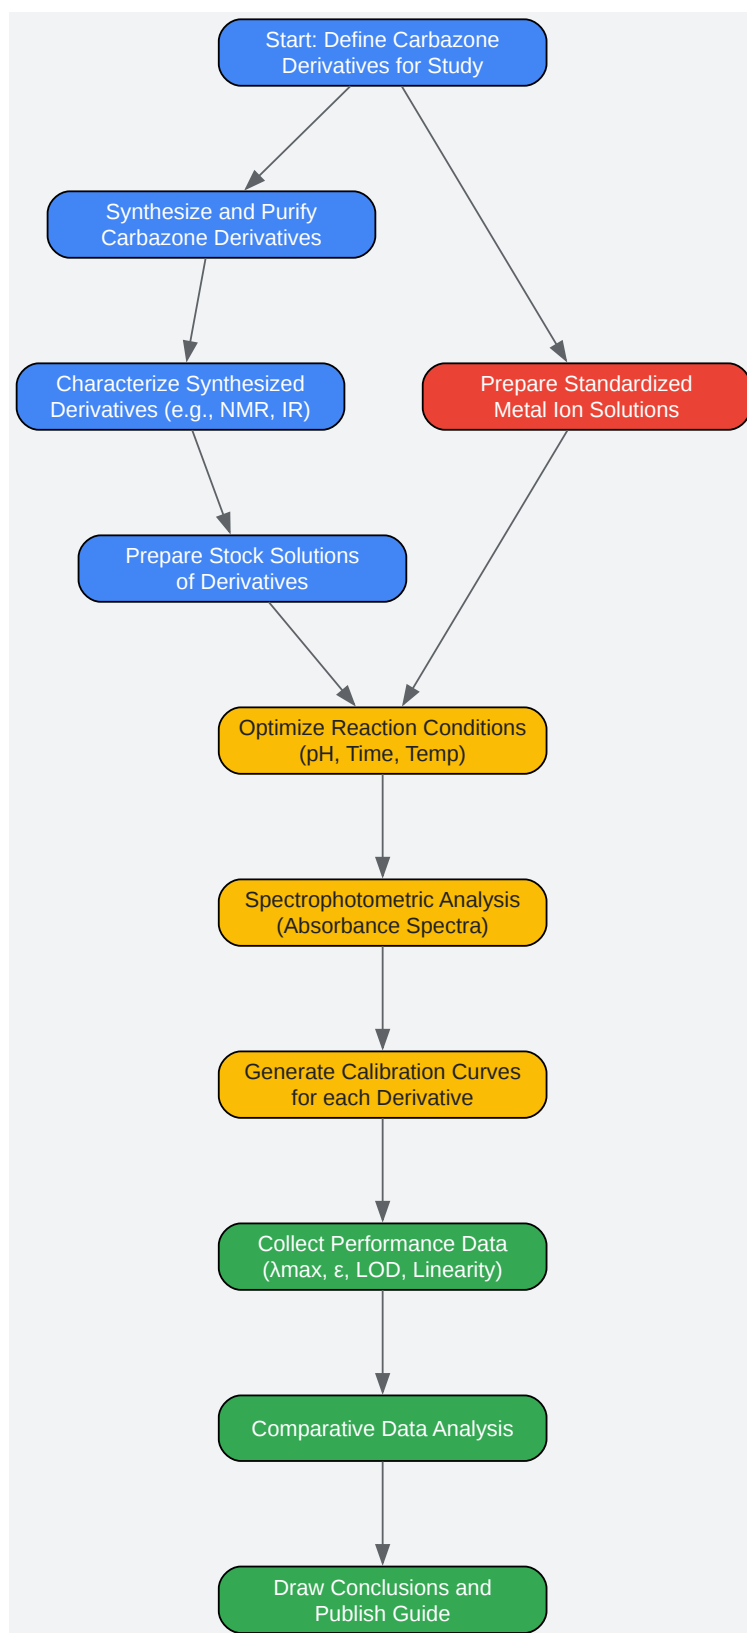 Start: Define Carbazone
Derivatives for Study
Synthesize and Purify
Carbazone Derivatives
Characterize Synthesized
Derivatives (e.g., NMR, IR)
Prepare Standardized
Metal Ion Solutions
Prepare Stock Solutions
of Derivatives
Optimize Reaction Conditions
(pH, Time, Temp)
Spectrophotometric Analysis
(Absorbance Spectra)
Generate Calibration Curves
for each Derivative
Collect Performance Data
(λmax, ε, LOD, Linearity)
Comparative Data Analysis
Draw Conclusions and
Publish Guide